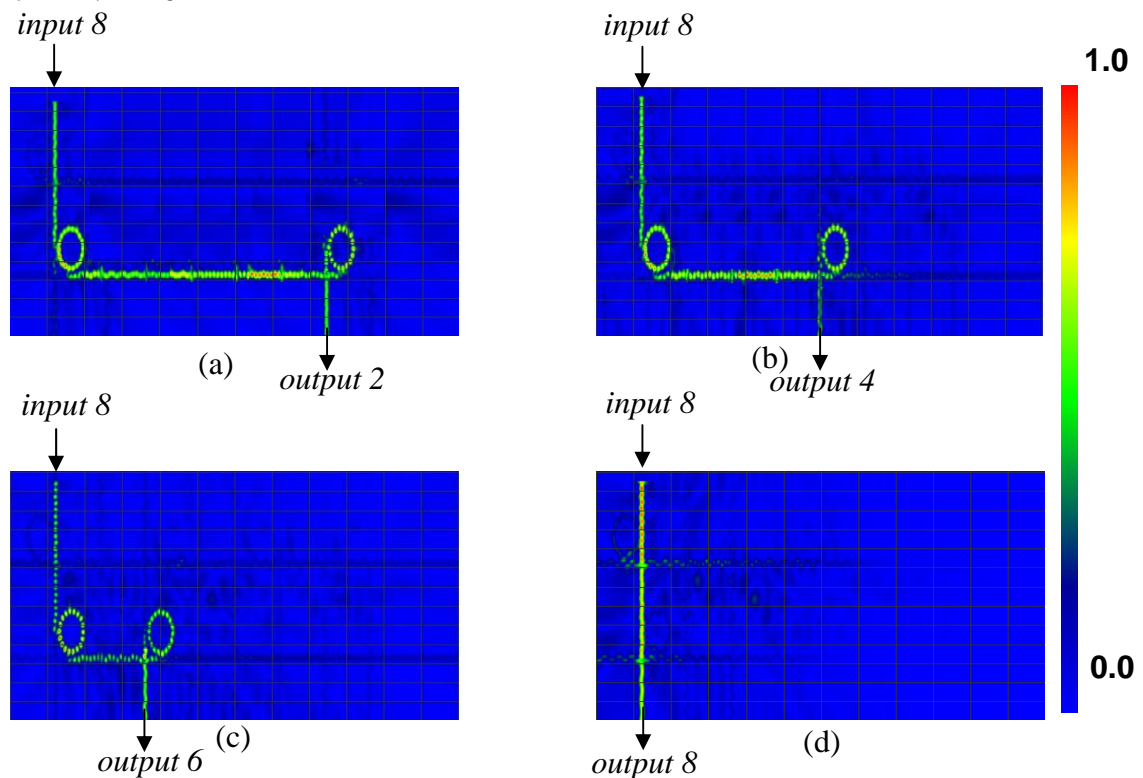 input 8
input 8
1.0
(a)
output 2
(b)
output 4
input 8
input 8
0.0
(c)
output 6
(d)
output 8